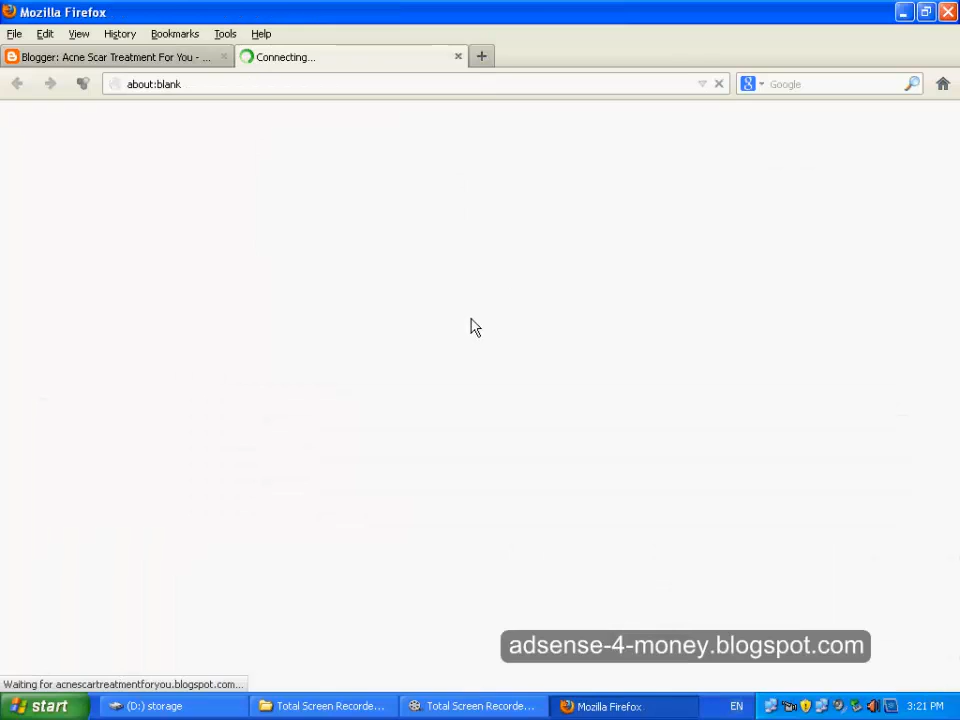 Mozilla Firefox
File Edit View History Bookmarks Tools Help
Blogger: Acne Scar Treatment For You - ...
Connecting...
about:blank
Google
adsense-4-money.blogspot.com
Waiting for acnescartreatmentforyou.blogspot.com...
start
(D:) storage
Total Screen Recorde...
Total Screen Recorde...
Mozilla Firefox
EN
3:21 PM